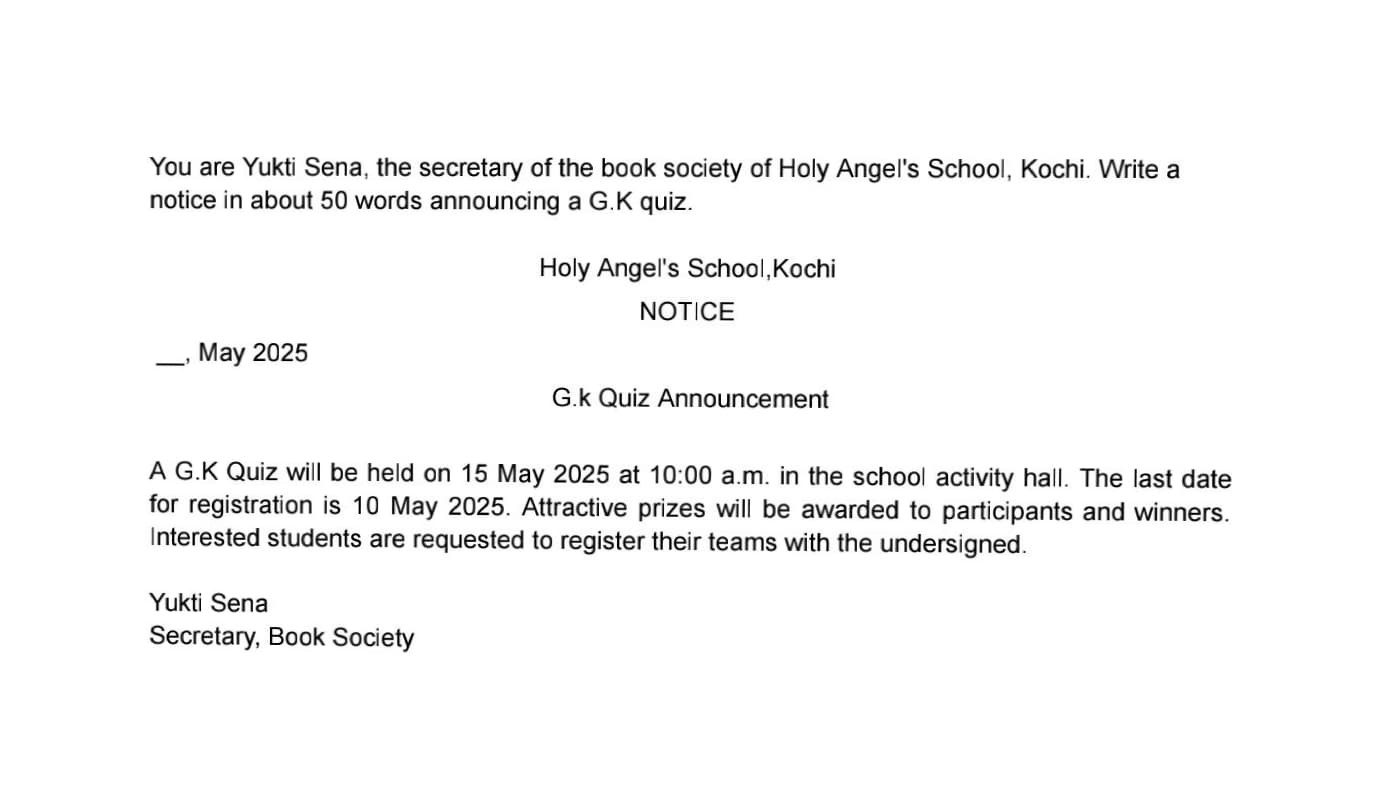 You are Yukti Sena, the secretary of the book society of Holy Angel's School, Kochi. Write a
notice in about 50 words announcing a G.K quiz.
Holy Angel's School,Kochi
NOTICE
__, May 2025
G.k Quiz Announcement
A G.K Quiz will be held on 15 May 2025 at 10:00 a.m. in the school activity hall. The last date
for registration is 10 May 2025. Attractive prizes will be awarded to participants and winners.
Interested students are requested to register their teams with the undersigned.
Yukti Sena
Secretary, Book Society